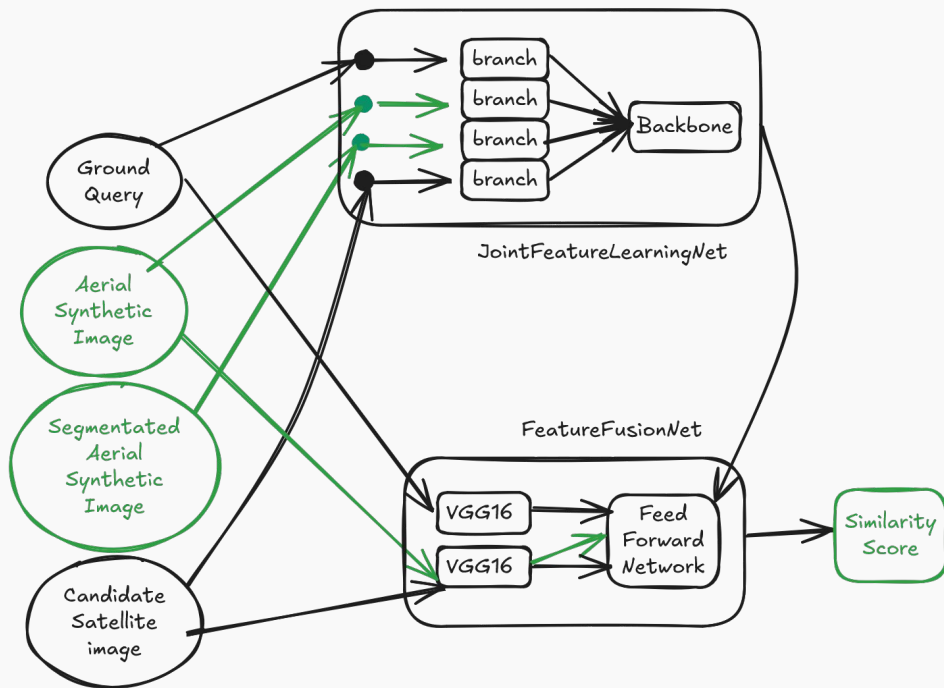 branch
branch
branch
branch
Backbone
JointFeatureLearningNet
Ground
Query
Aerial
Synthetic
Image
Segmentated
Aerial
Synthetic
Image
Candidate
Satellite
image
FeatureFusionNet
VGG16
VGG16
Feed
Forward
Network
Similarity
Score